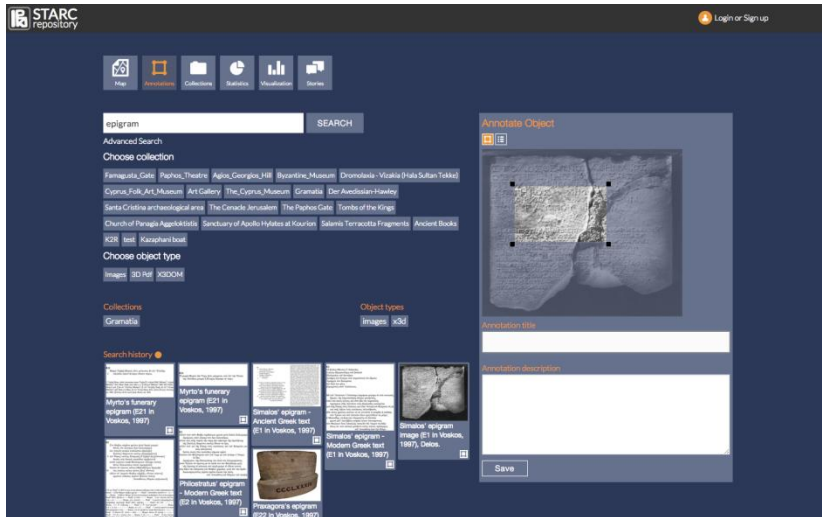 STARC
repository
Login or Sign up
Map
Annotations
Collections
Statistics
Visualization
Stories
epigram
SEARCH
Advanced Search
Choose collection
Famagusta_Gate Paphos_Theatre Agios_Georgios_Hill Byzantine_Museum Dromolaxia - Vizakia (Hala Sultan Tekke)
Cyprus_Folk_Art_Museum Art Gallery The_Cyprus_Museum Gramatia Der Avedissian-Hawley
Santa Cristina archaeological area The Cenacle Jerusalem The Paphos Gate Tombs of the Kings
Church of Panagia Aggeloktistis Sanctuary of Apollo Hylates at Kourion Salamis Terracotta Fragments Ancient Books
K2R test Kazaphani boat
Choose object type
Images 3D Pdf X3DOM
Collections
Gramatia
Object types
images x3d
Search history
Myrto's funerary
epigram (E21 in
Voskos, 1997)
Myrto's funerary
epigram (E21 in
Voskos, 1997)
Simalos' epigram -
Ancient Greek text
(E1 in Voskos, 1997)
Simalos' epigram -
Modern Greek text
(E1 in Voskos, 1997)
Simalos' epigram
image (E1 in Voskos,
1997), Delos.
Philostratus' epigram
- Modern Greek text
(E2 in Voskos, 1997)
Praxagora's epigram
(E22 in Voskos, 1997)
Annotate Object
Annotation title
Annotation description
Save